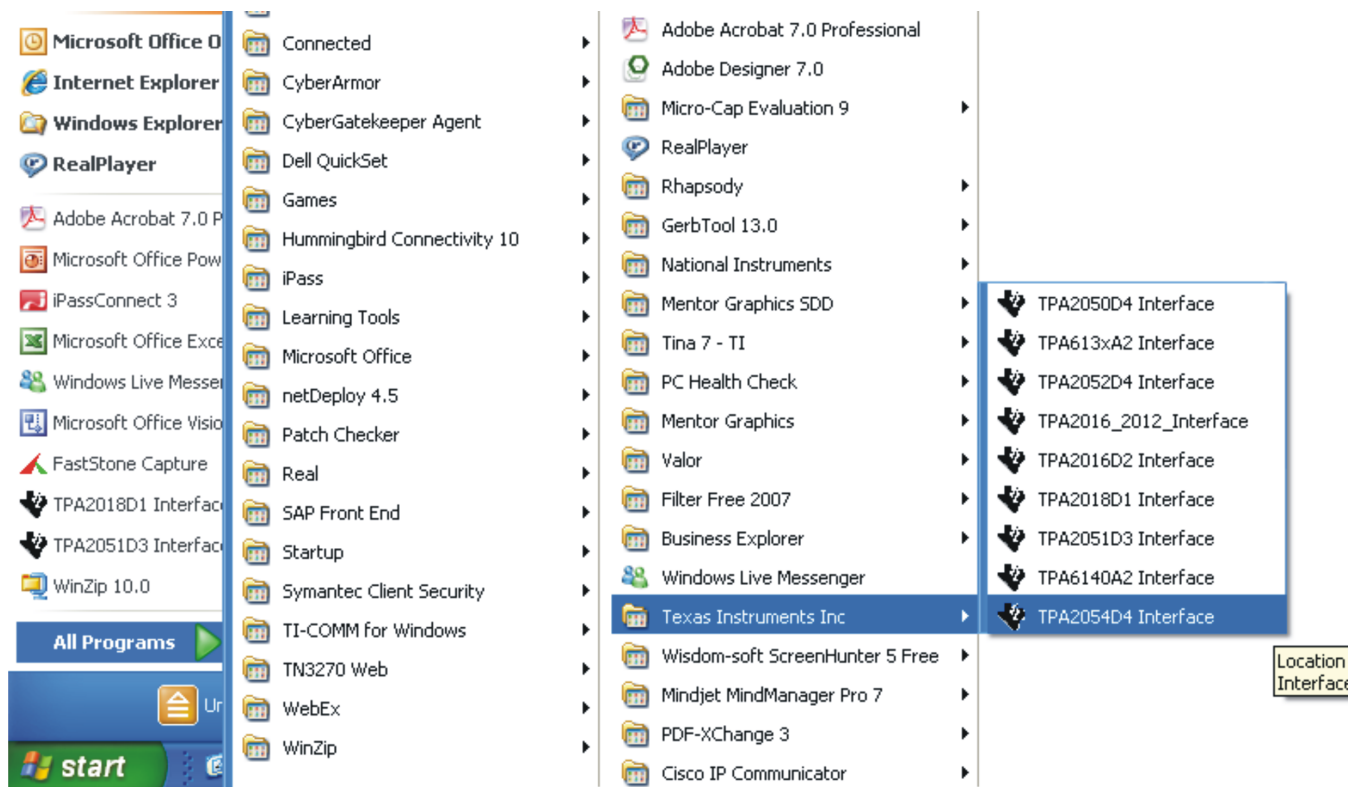 Microsoft Office O
Internet Explorer
Windows Explorer
RealPlayer
Adobe Acrobat 7.0 P
Microsoft Office Pow
iPassConnect 3
Microsoft Office Exce
Windows Live Messen
Microsoft Office Visio
FastStone Capture
TPA2018D1 Interfac
TPA2051D3 Interfac
WinZip 10.0
All Programs
start
Connected
CyberArmor
CyberGatekeeper Agent
Dell QuickSet
Games
Hummingbird Connectivity 10
iPass
Learning Tools
Microsoft Office
netDeploy 4.5
Patch Checker
Real
SAP Front End
Startup
Symantec Client Security
TI-COMM for Windows
TN3270 Web
WebEx
WinZip
Adobe Acrobat 7.0 Professional
Adobe Designer 7.0
Micro-Cap Evaluation 9
RealPlayer
Rhapsody
GerbTool 13.0
National Instruments
Mentor Graphics SDD
Tina 7 - TI
PC Health Check
Mentor Graphics
Valor
Filter Free 2007
Business Explorer
Windows Live Messenger
Texas Instruments Inc
Wisdom-soft ScreenHunter 5 Free
Mindjet MindManager Pro 7
PDF-XChange 3
Cisco IP Communicator
TPA2050D4 Interface
TPA613xA2 Interface
TPA2052D4 Interface
TPA2016_2012_Interface
TPA2016D2 Interface
TPA2018D1 Interface
TPA2051D3 Interface
TPA6140A2 Interface
TPA2054D4 Interface
Location
Interface